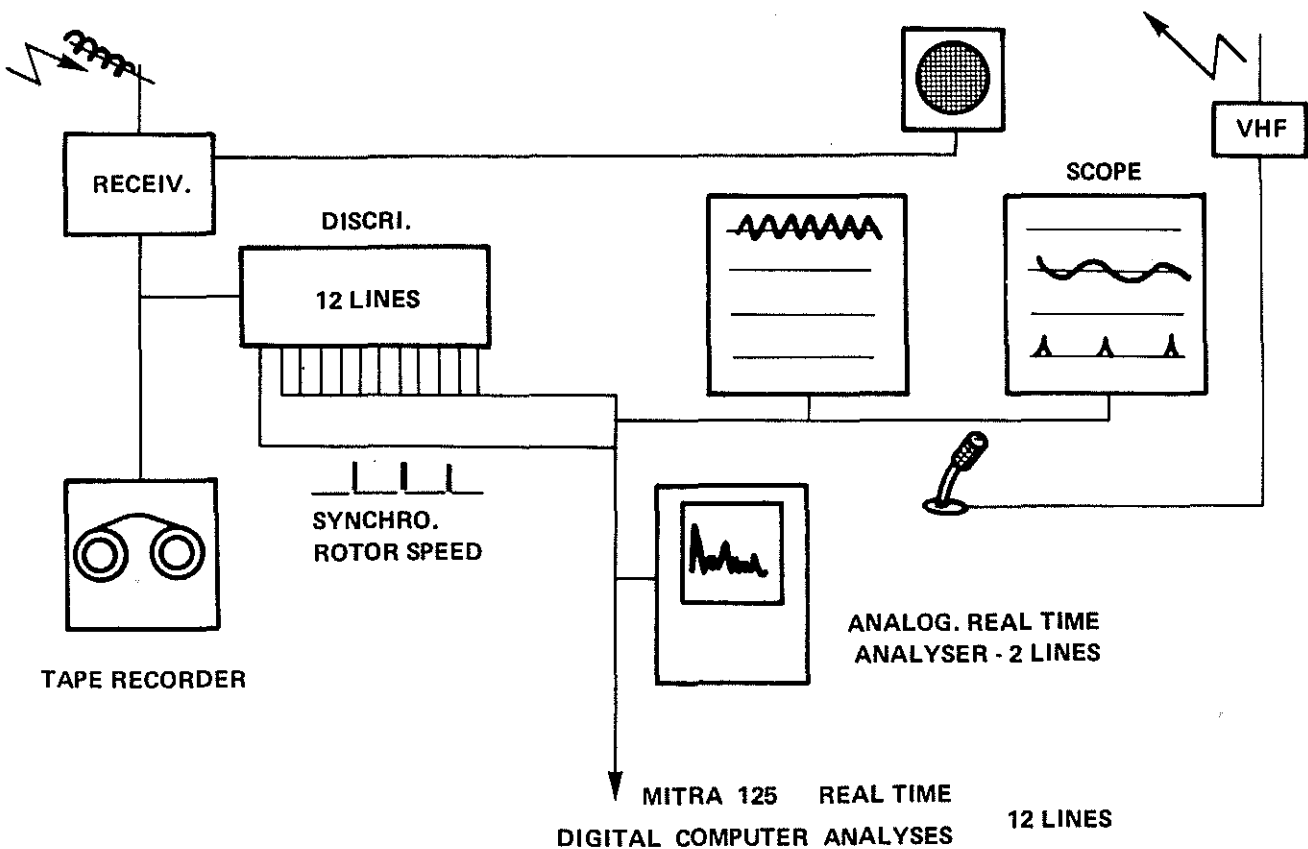 VHF
RECEIV.
SCOPE
DISCRI.
12 LINES
SYNCHRO.
ROTOR SPEED
ANALOG. REAL TIME
ANALYSER - 2 LINES
TAPE RECORDER
MITRA 125 REAL TIME
DIGITAL COMPUTER ANALYSES 12 LINES